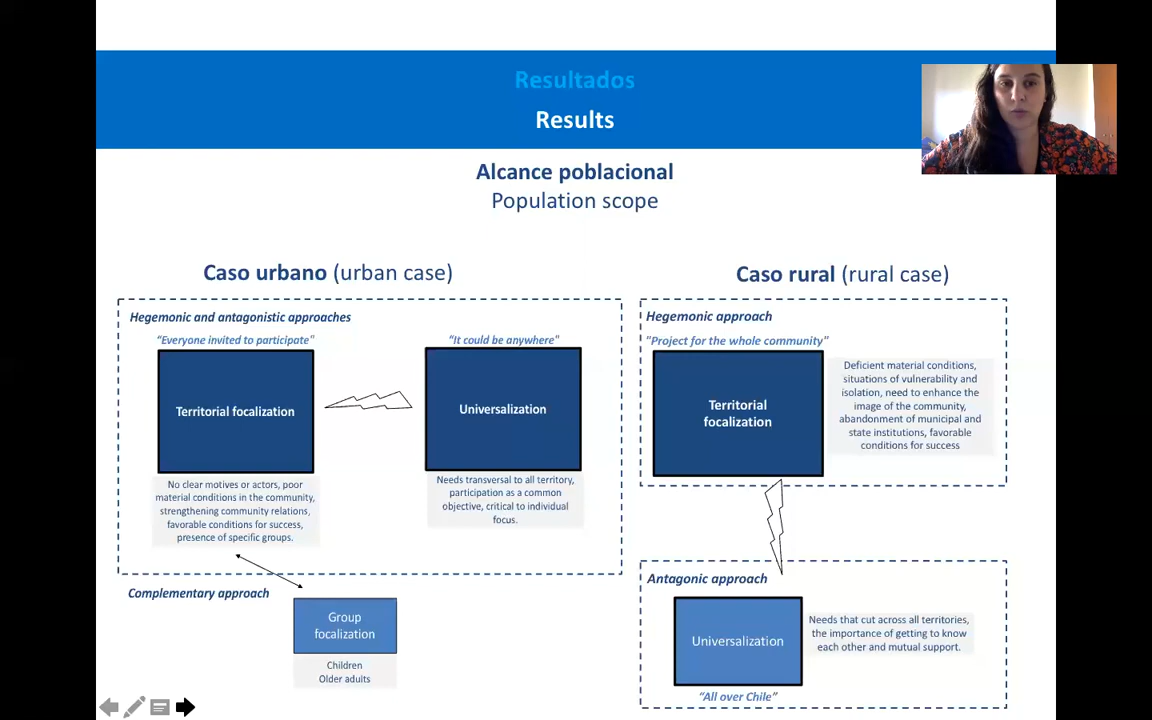 Resultados
Results
Alcance poblacional
Population scope
Caso urbano (urban case)
Hegemonic and antagonistic approaches
“Everyone invited to participate"
Territorial focalization
No clear motives or actors, poor
material conditions in the community,
strengthening community relations,
favorable conditions for success,
presence of specific groups.
“It could be anywhere"
Universalization
Needs transversal to all territory,
participation as a common
objective, critical to individual
focus.
Complementary approach
Group
focalization
Children
Older adults
Caso rural (rural case)
Hegemonic approach
"Project for the whole community"
Territorial
focalization
Deficient material conditions,
situations of vulnerability and
isolation, need to enhance the
image of the community,
abandonment of municipal and
state institutions, favorable
conditions for success
Antagonic approach
Universalization
Needs that cut across all territories,
the importance of getting to know
each other and mutual support.
“All over Chile”